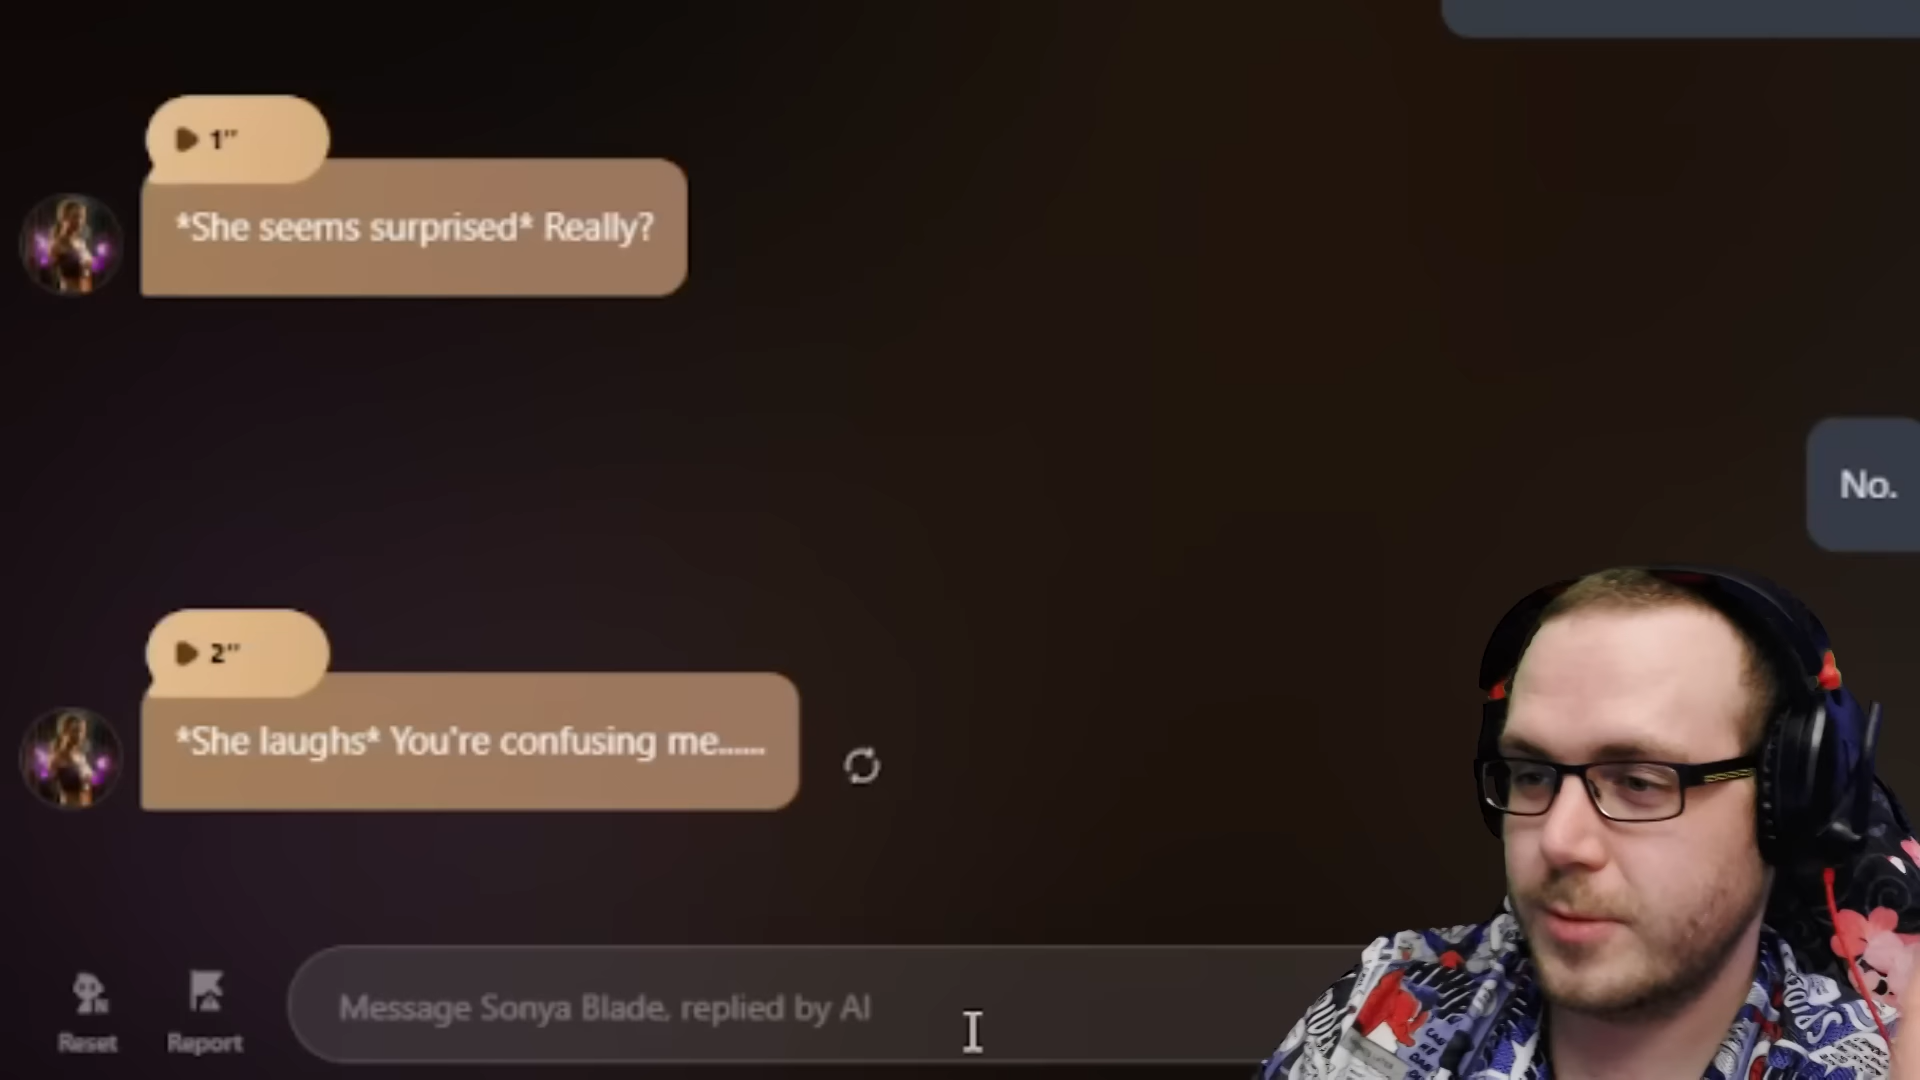 1"
*She seems surprised* Really?
No.
2"
*She laughs* You're confusing me......
Message Sonya Blade, replied by AI
Reset
Report